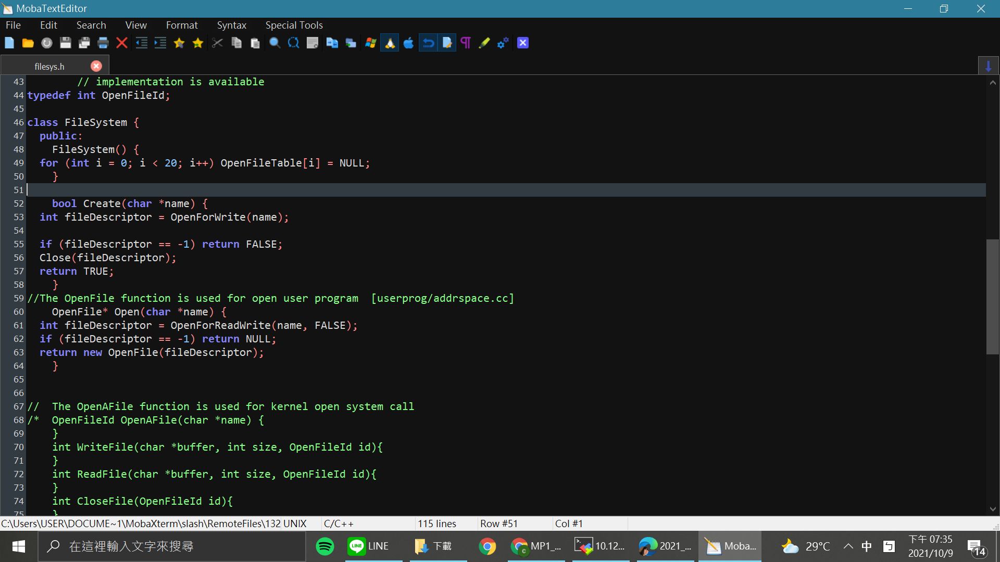 MobaTextEditor
File Edit Search View Format Syntax Special Tools
filesys.h
43         // implementation is available
44 typedef int OpenFileId;
45
46 class FileSystem {
47   public:
48     FileSystem() {
49   for (int i = 0; i < 20; i++) OpenFileTable[i] = NULL;
50     }
51
52     bool Create(char *name) {
53   int fileDescriptor = OpenForWrite(name);
54
55   if (fileDescriptor == -1) return FALSE;
56   Close(fileDescriptor);
57   return TRUE;
58     }
59 //The OpenFile function is used for open user program  [userprog/addrspace.cc]
60     OpenFile* Open(char *name) {
61   int fileDescriptor = OpenForReadWrite(name, FALSE);
62   if (fileDescriptor == -1) return NULL;
63   return new OpenFile(fileDescriptor);
64     }
65
66
67 //  The OpenAFile function is used for kernel open system call
68 /*  OpenFileId OpenAFile(char *name) {
69     }
70     int WriteFile(char *buffer, int size, OpenFileId id){
71     }
72     int ReadFile(char *buffer, int size, OpenFileId id){
73     }
74     int CloseFile(OpenFileId id){
75     }
C:\Users\USER\DOCUME~1\MobaXterm\slash\RemoteFiles\132 UNIX C/C++ 115 lines Row #51 Col #1
在這裡輸入文字來搜尋 LINE LINE 下載 MP1_... 10.12... 2021_... Moba... 29°C 中 ㄅ 下午 07:35
2021/10/9 14